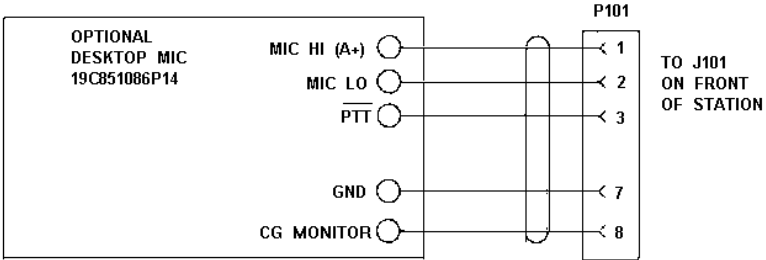 P101
OPTIONAL
DESKTOP MIC
19C851086P14
MIC HI (A+)
1
MIC LO
2
PTT
3
GND
7
CG MONITOR
8
TO J101
ON FRONT
OF STATION